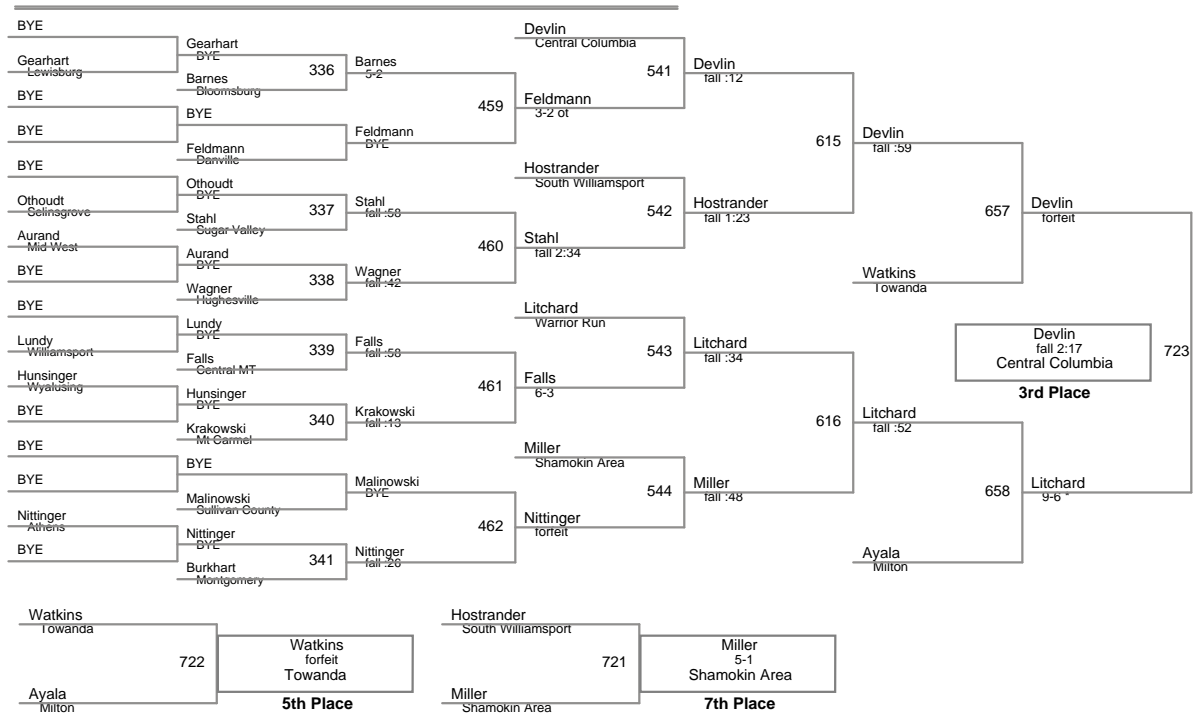 BYE
Gearhart
Lewisburg
BYE
BYE
BYE
Othoudt
Selinsgrove
Aurand
Mid West
BYE
BYE
Lundy
Williamsport
Hunsinger
Wyalusing
BYE
BYE
BYE
Nittinger
Athens
BYE
Gearhart
BYE
336
Barnes
Bloomsburg
BYE
Feldmann
Danville
Othoudt
BYE
337
Stahl
Sugar Valley
Aurand
BYE
338
Wagner
Hughesville
Lundy
BYE
339
Falls
Central MT
Hunsinger
BYE
340
Krakowski
Mt Carmel
BYE
Malinowski
Sullivan County
Nittinger
BYE
341
Burkhart
Montgomery
Barnes
5-2
459
Feldmann
BYE
Stahl
fall :58
460
Wagner
fall :42
Falls
fall :58
461
Krakowski
fall :13
Malinowski
BYE
462
Nittinger
fall :26
Devlin
Central Columbia
541
Feldmann
3-2 ot
Hostrander
South Williamsport
542
Stahl
fall 2:34
Litchard
Warrior Run
543
Falls
6-3
Miller
Shamokin Area
544
Nittinger
forfeit
Devlin
fall :12
615
Hostrander
fall 1:23
Litchard
fall :34
616
Miller
fall :48
Devlin
fall :59
657
Watkins
Towanda
Litchard
fall :52
658
Ayala
Milton
Devlin
forfeit
Devlin
fall 2:17
Central Columbia
723
3rd Place
Litchard
9-6 *
Watkins
Towanda
722
Ayala
Milton
Watkins
forfeit
Towanda
5th Place
Hostrander
South Williamsport
721
Miller
Shamokin Area
Miller
5-1
Shamokin Area
7th Place